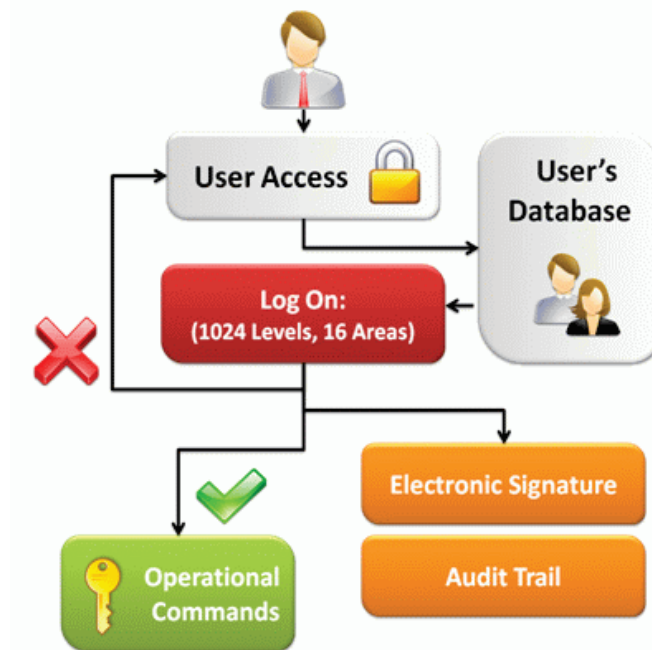 User Access
User's
Database
Log On:
(1024 Levels, 16 Areas)
Electronic Signature
Audit Trail
Operational
Commands